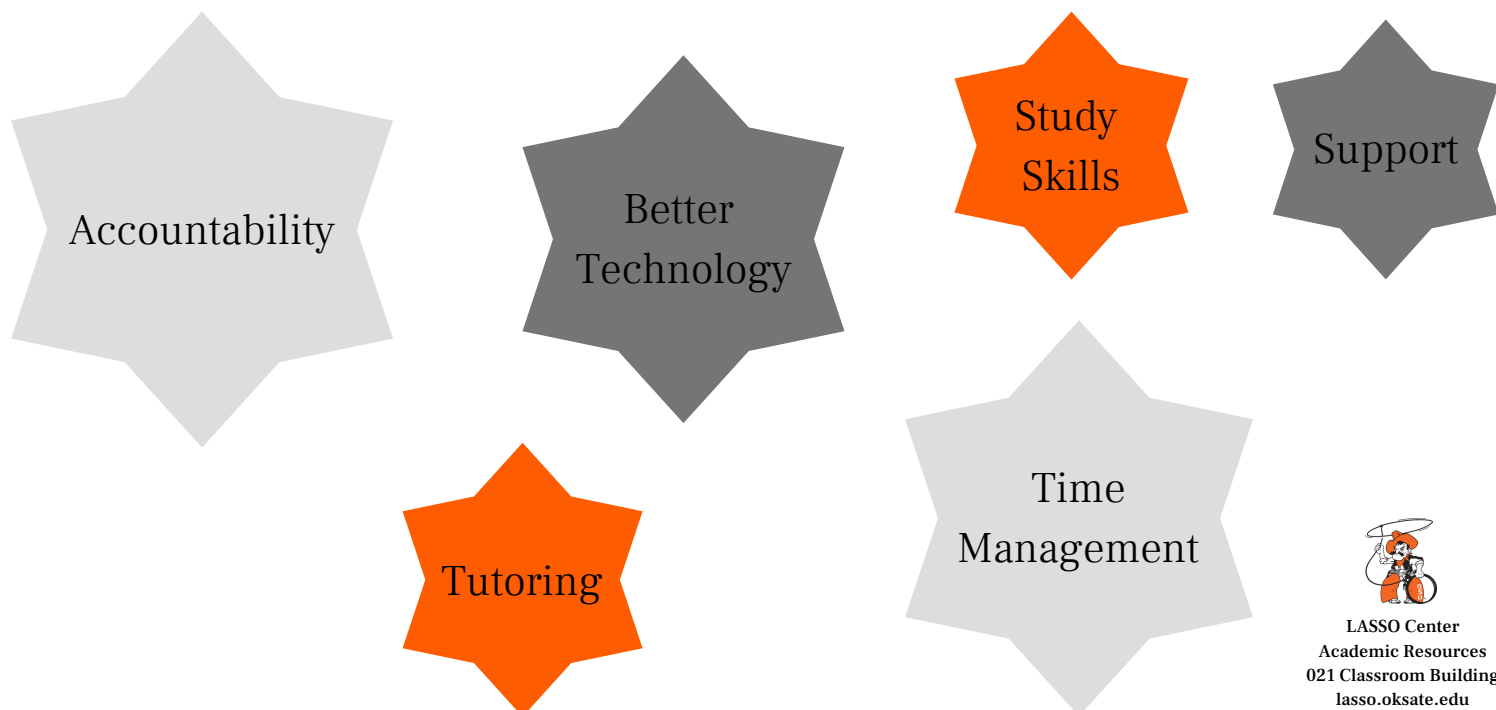 Accountability
Better
Technology
Study
Skills
Support
Tutoring
Time
Management
LASSO Center
Academic Resources
021 Classroom Building
lasso.oksate.edu